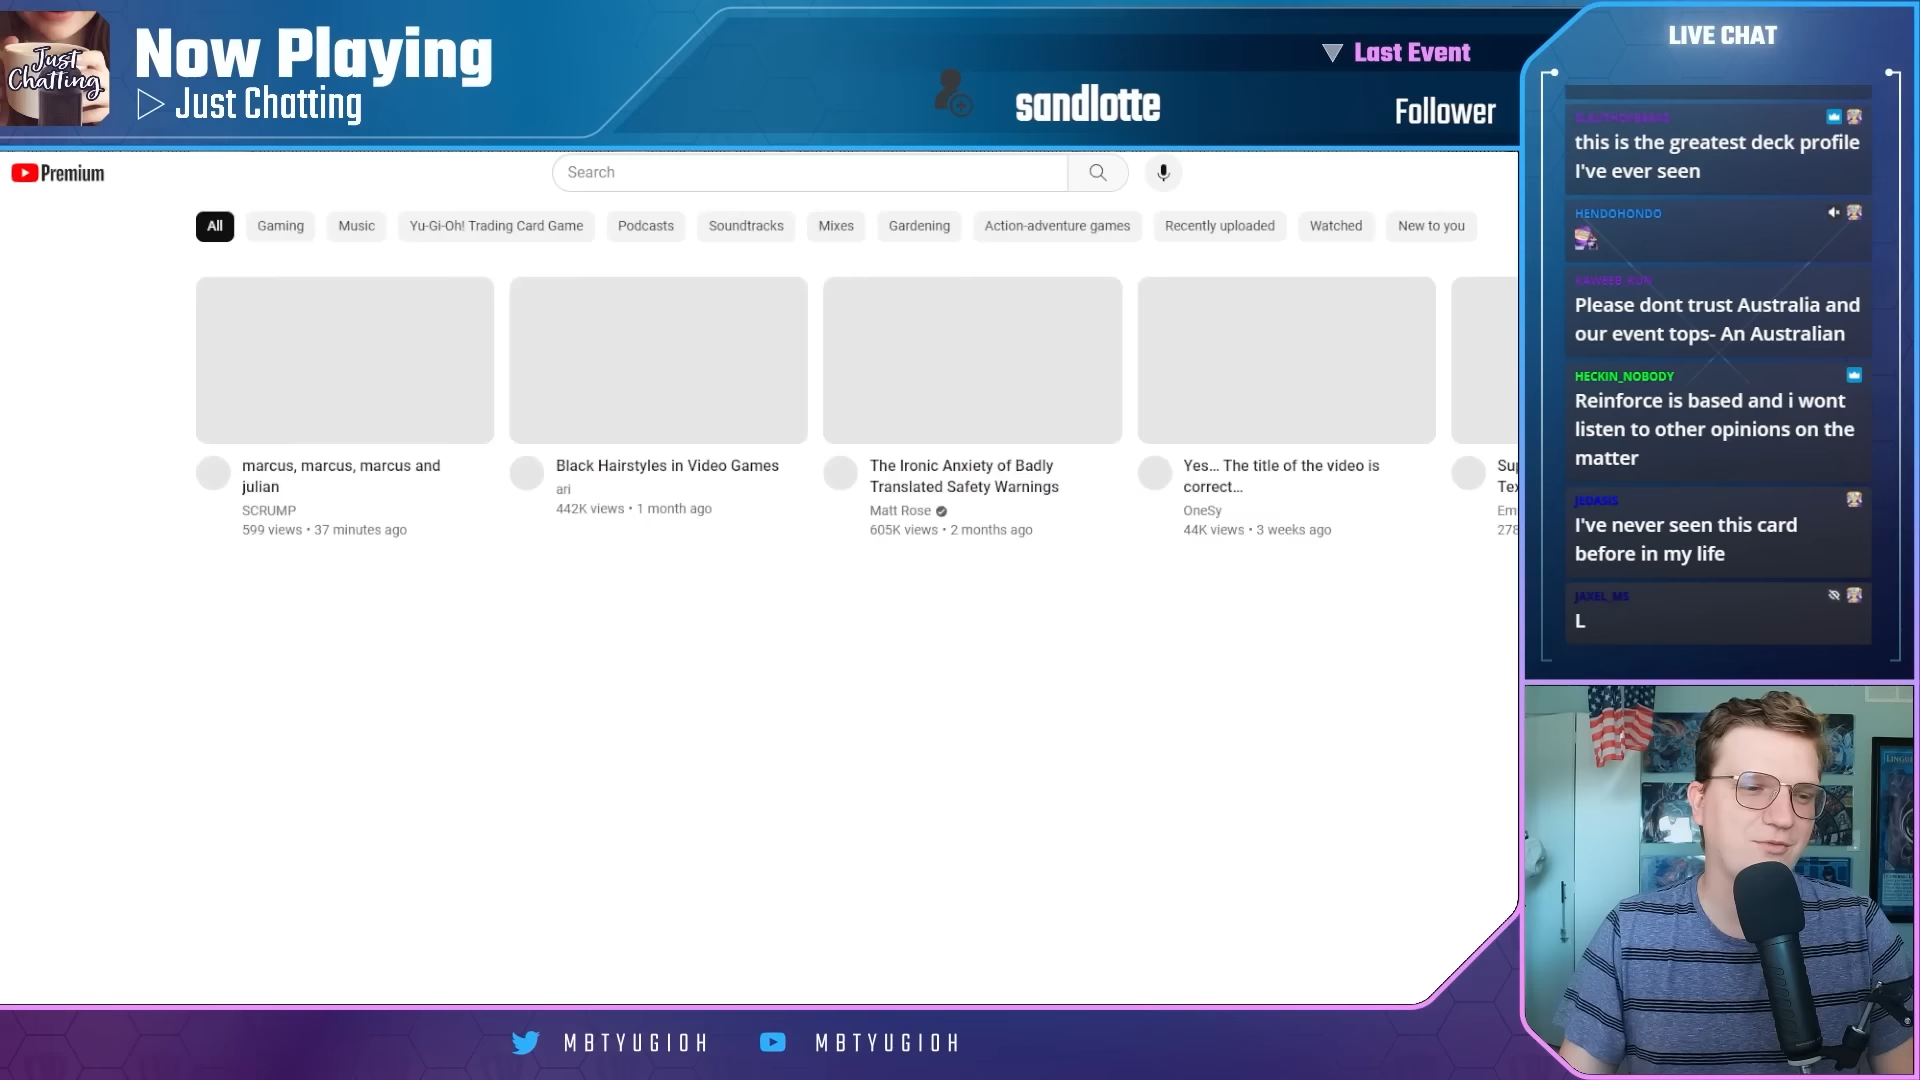 Just
Chatting
Now Playing
Just Chatting
Last Event
sandlotte
Follower
LIVE CHAT
Premium
Search
All
Gaming
Music
Yu-Gi-Oh! Trading Card Game
Podcasts
Soundtracks
Mixes
Gardening
Action-adventure games
Recently uploaded
Watched
New to you
marcus, marcus, marcus and
julian
SCRUMP
599 views • 37 minutes ago
Black Hairstyles in Video Games
ari
442K views • 1 month ago
The Ironic Anxiety of Badly
Translated Safety Warnings
Matt Rose
605K views • 2 months ago
Yes... The title of the video is
correct...
OneSy
44K views • 3 weeks ago
Sup
Tex
Em
278
this is the greatest deck profile
I've ever seen
HENDOHONDO
Please dont trust Australia and
our event tops- An Australian
HECKIN_NOBODY
Reinforce is based and i wont
listen to other opinions on the
matter
JEDASIS
I've never seen this card
before in my life
JAXEL_MS
L
MBTYUGIOH
MBTYUGIOH